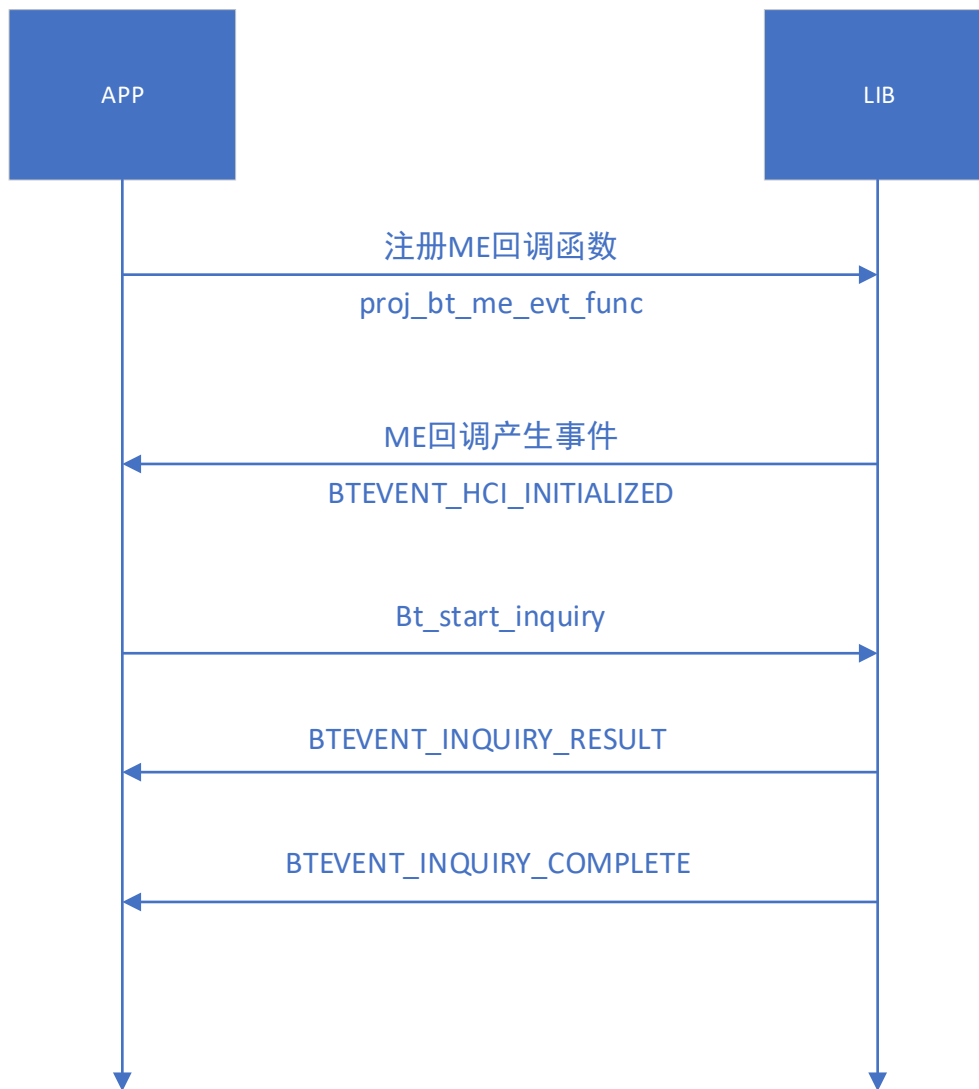 APP
LIB
注册ME回调函数
proj_bt_me_evt_func
ME回调产生事件
BTEVENT_HCI_INITIALIZED
Bt_start_inquiry
BTEVENT_INQUIRY_RESULT
BTEVENT_INQUIRY_COMPLETE